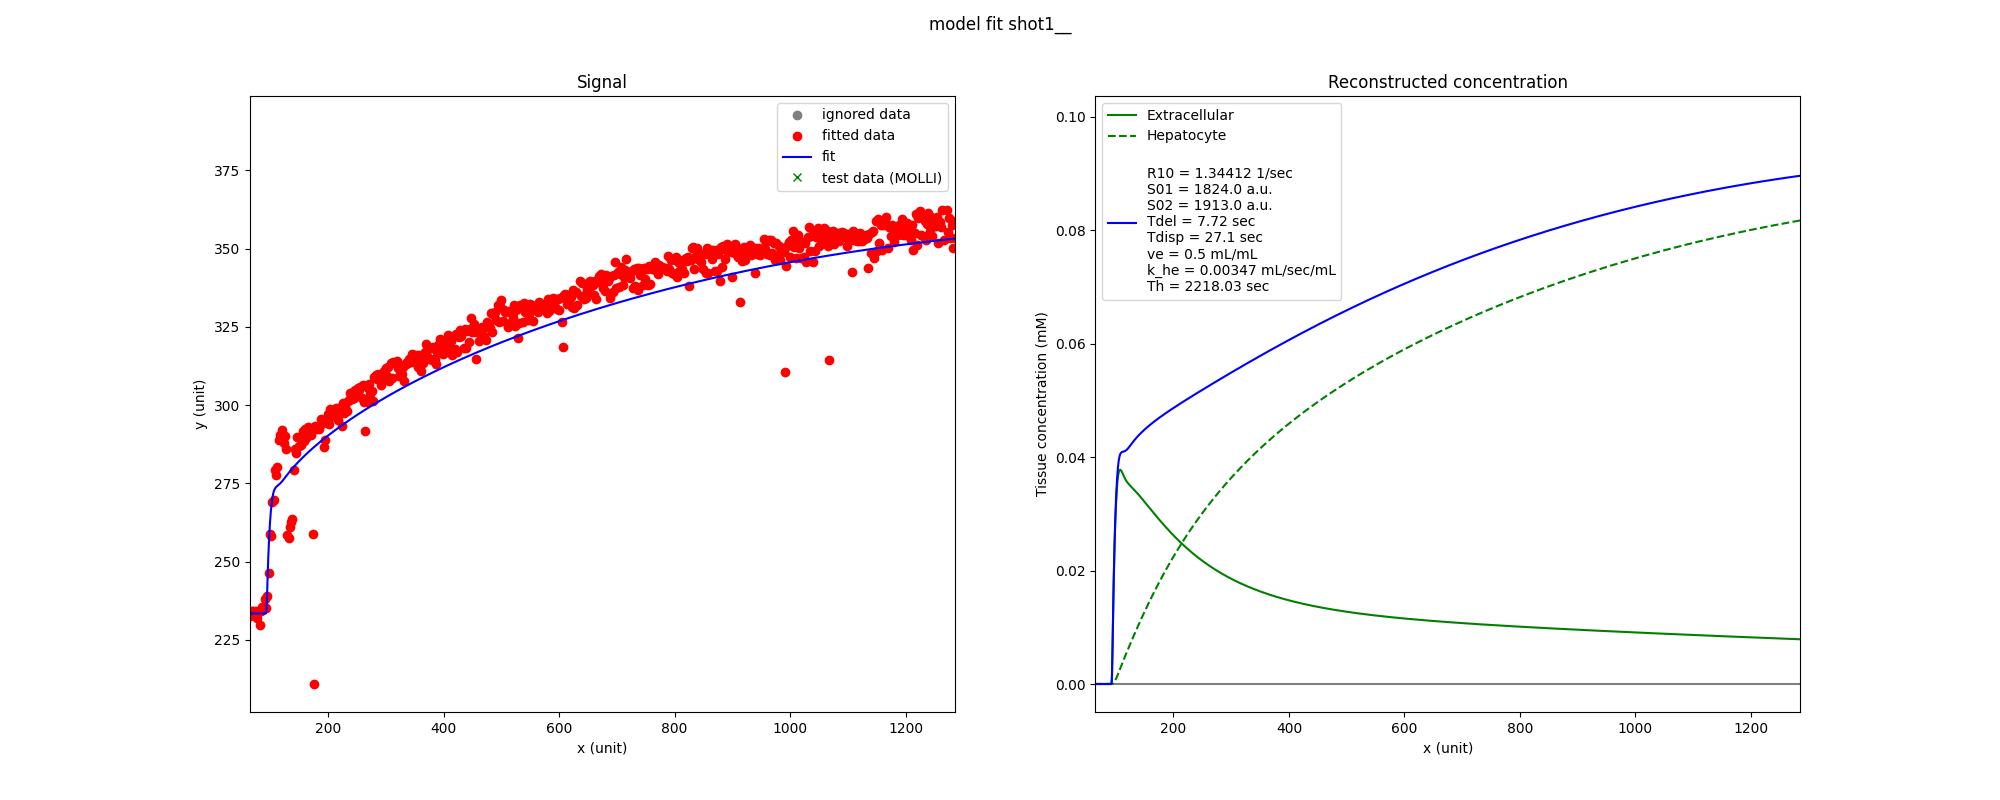 model fit shot1__
Signal
y (unit)
375
350
325
300
275
250
225
200
400
600
800
1000
1200
x (unit)
ignored data
fitted data
fit
test data (MOLLI)
Reconstructed concentration
Tissue concentration (mM)
0.10
0.08
0.06
0.04
0.02
0.00
200
400
600
800
1000
1200
x (unit)
Extracellular
Hepatocyte
R10 = 1.34412 1/sec
S01 = 1824.0 a.u.
S02 = 1913.0 a.u.
Tdel = 7.72 sec
Tdisp = 27.1 sec
ve = 0.5 mL/mL
k_he = 0.00347 mL/sec/mL
Th = 2218.03 sec